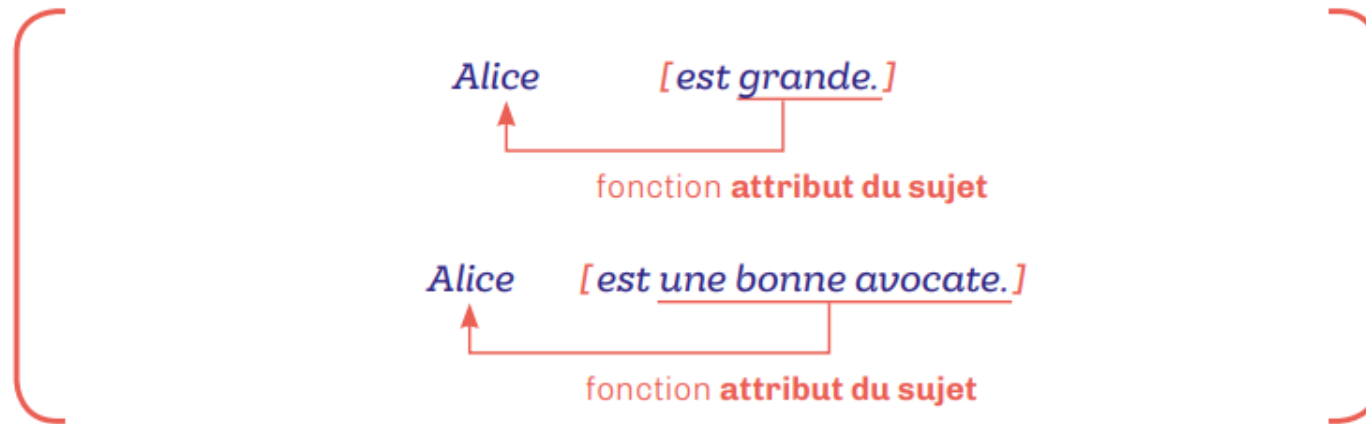 Alice [est grande.]
fonction attribut du sujet
Alice [est une bonne avocate.]
fonction attribut du sujet